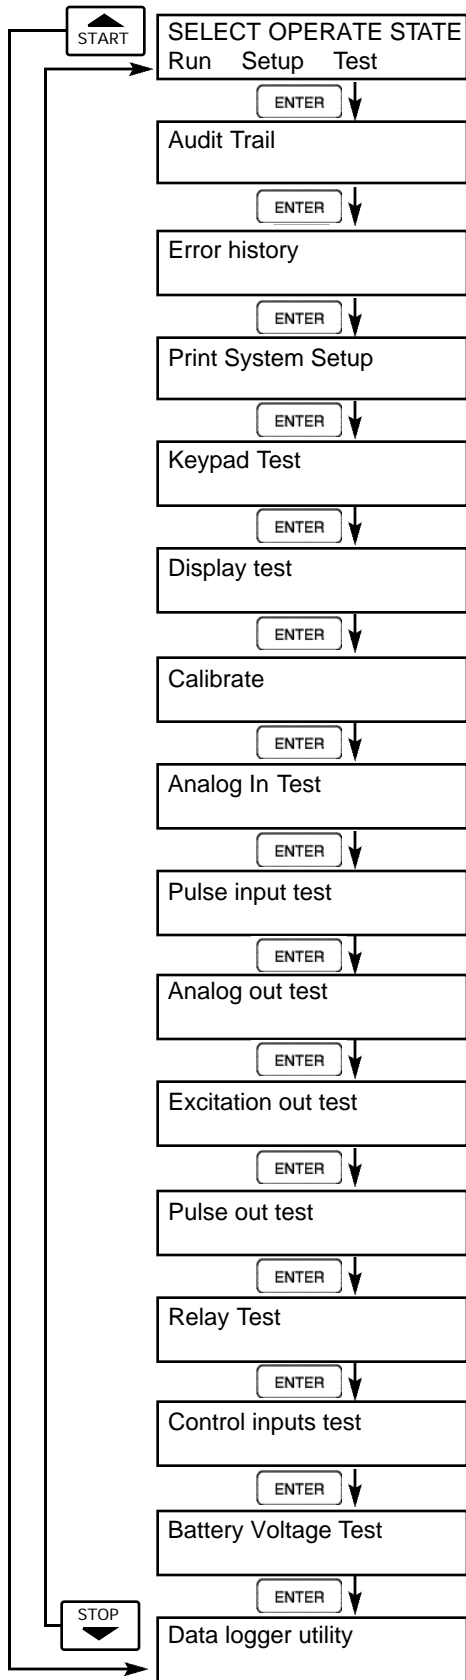 START
SELECT OPERATE STATE
Run Setup Test
ENTER
Audit Trail
ENTER
Error history
ENTER
Print System Setup
ENTER
Keypad Test
ENTER
Display test
ENTER
Calibrate
ENTER
Analog In Test
ENTER
Pulse input test
ENTER
Analog out test
ENTER
Excitation out test
ENTER
Pulse out test
ENTER
Relay Test
ENTER
Control inputs test
ENTER
Battery Voltage Test
ENTER
STOP
Data logger utility